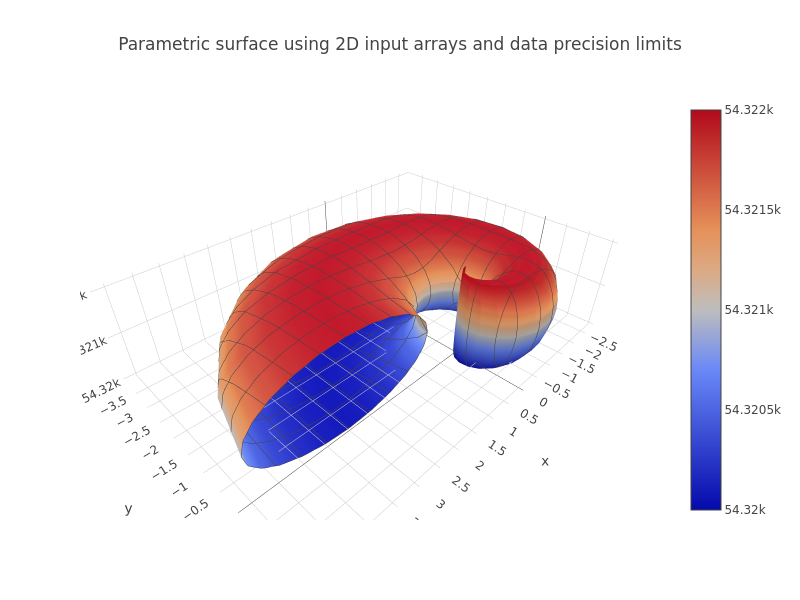 Parametric surface using 2D input arrays and data precision limits
54.322k
54.3215k
54.321k
54.3205k
54.32k
k
321k
54.32k
−3.5
−3
−2.5
−2
−1.5
−1
−0.5
y
−2.5
−2
−1.5
−1
−0.5
0
0.5
1
1.5
2
2.5
3
x